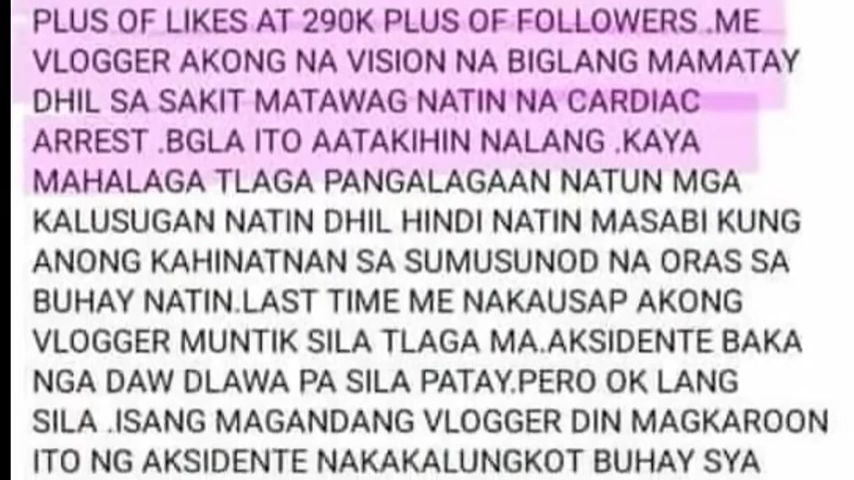 PLUS OF LIKES AT 290K PLUS OF FOLLOWERS .ME
VLOGGER AKONG NA VISION NA BIGLANG MAMATAY
DHIL SA SAKIT MATAWAG NATIN NA CARDIAC
ARREST .BGLA ITO AATAKIHIN NALANG .KAYA
MAHALAGA TLAGA PANGALAGAAN NATUN MGA
KALUSUGAN NATIN DHIL HINDI NATIN MASABI KUNG
ANONG KAHINATNAN SA SUMUSUNOD NA ORAS SA
BUHAY NATIN.LAST TIME ME NAKAUSAP AKONG
VLOGGER MUNTIK SILA TLAGA MA.AKSIDENTE BAKA
NGA DAW DLAWA PA SILA PATAY.PERO OK LANG
SILA .ISANG MAGANDANG VLOGGER DIN MAGKAROON
ITO NG AKSIDENTE NAKAKALUNGKOT BUHAY SYA